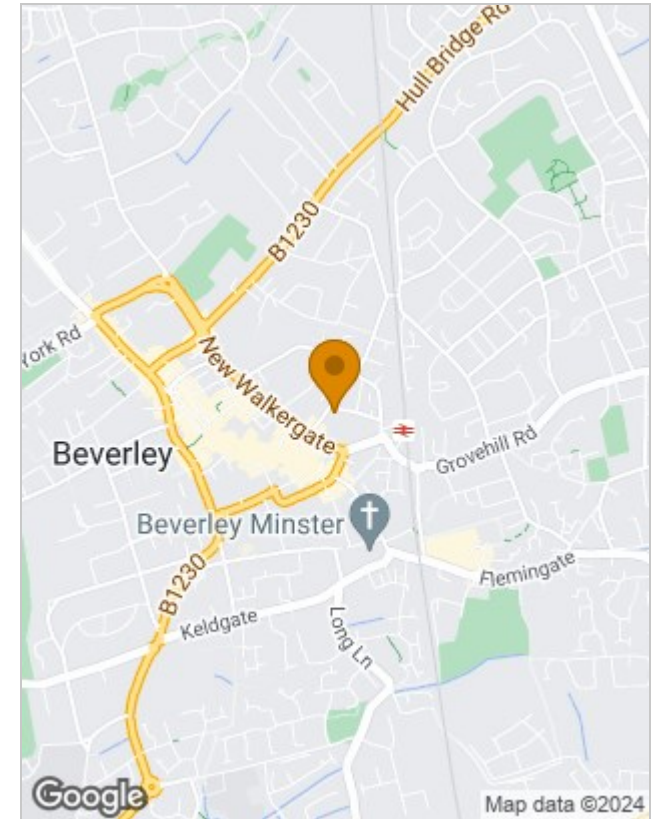 Hull Bridge Rd
B1230
York Rd
New Walkergate
Beverley
Grovehill Rd
Beverley Minster
B1230
Flemingate
Keldgate
Long Ln
Google
Map data ©2024